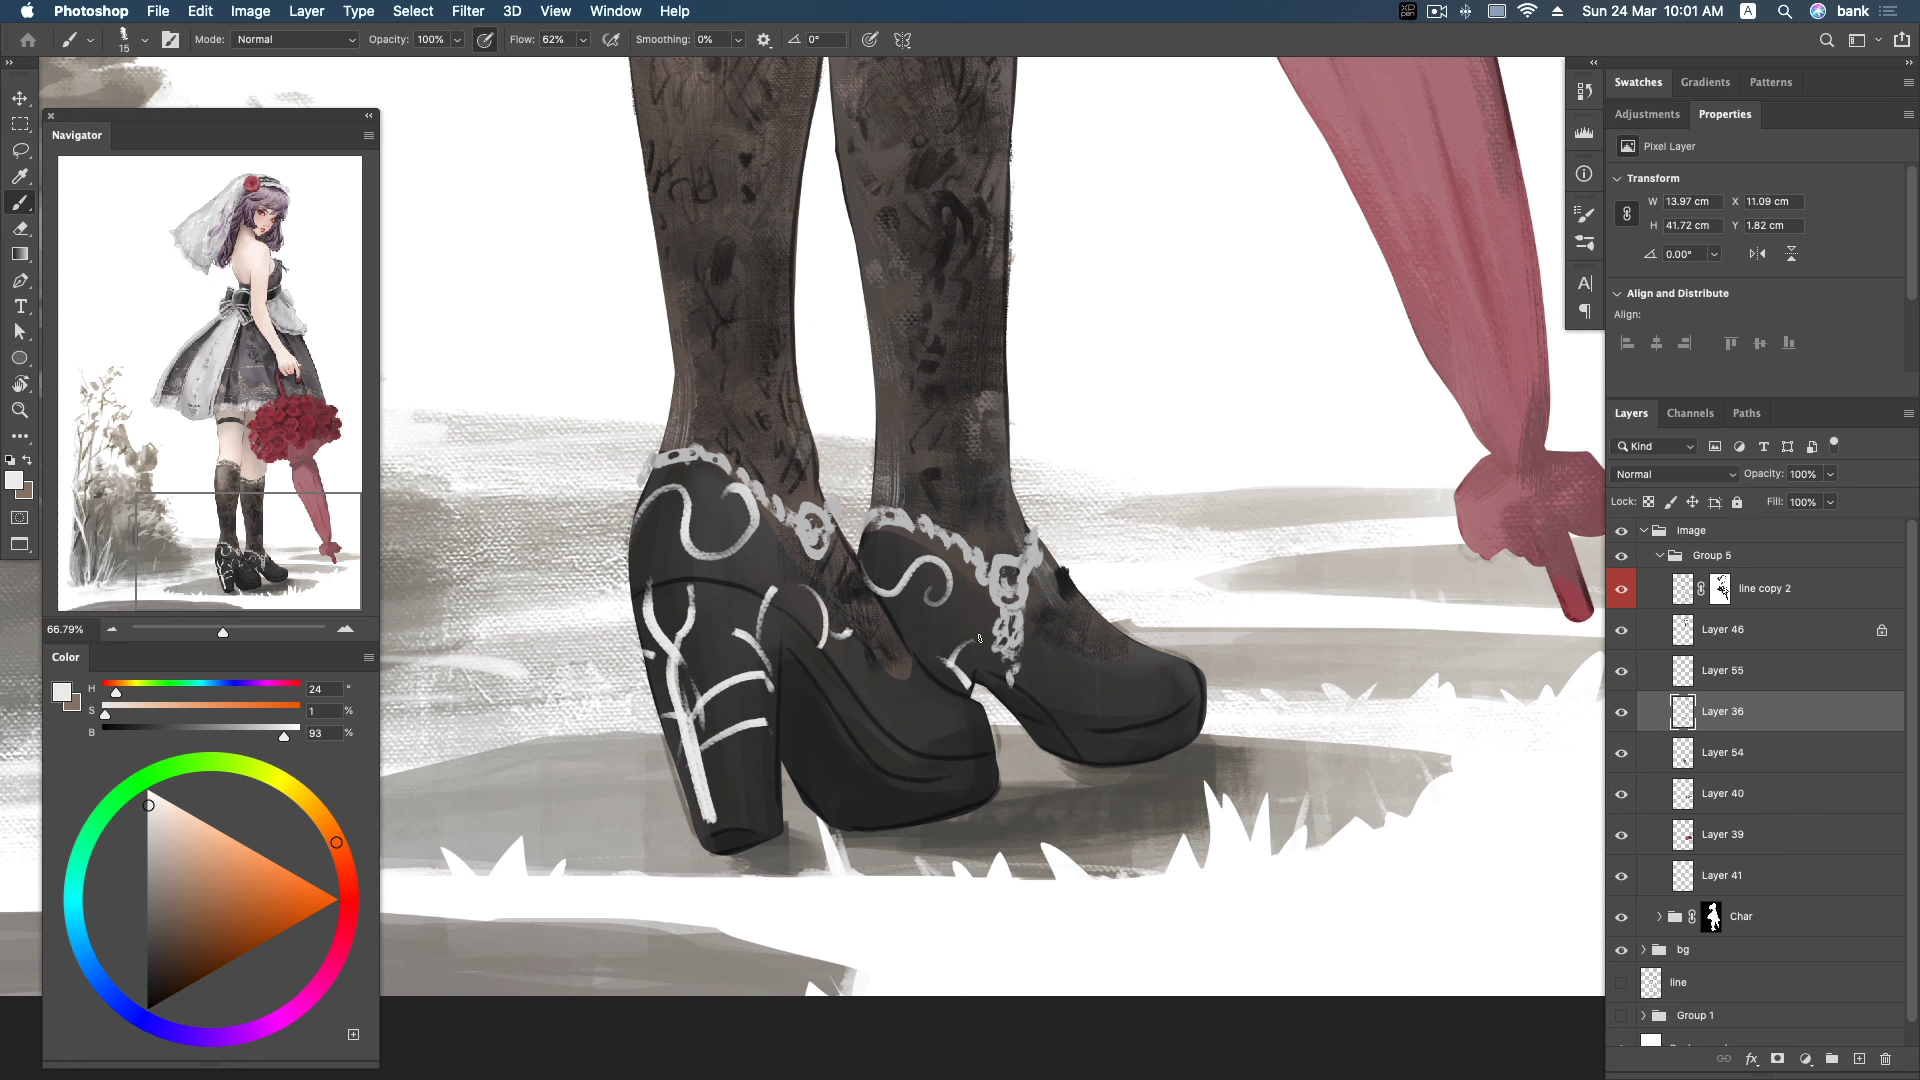 Photoshop File Edit Image Layer Type Select Filter 3D View Window Help
XP pen
Sun 24 Mar 10:01 AM A bank
15 Mode: Normal Opacity: 100% Flow: 62% Smoothing: 0% 0°
Navigator
66.79%
Color
H 24 °
S 1 %
B 93 %
Swatches Gradients Patterns
Adjustments Properties
Pixel Layer
Transform
W 13.97 cm X 11.09 cm
H 41.72 cm Y 1.82 cm
0.00°
Align and Distribute
Align:
Layers Channels Paths
Kind
Normal Opacity: 100%
Lock: Fill: 100%
Image
Group 5
line copy 2
Layer 46
Layer 55
Layer 36
Layer 54
Layer 40
Layer 39
Layer 41
Char
bg
line
Group 1